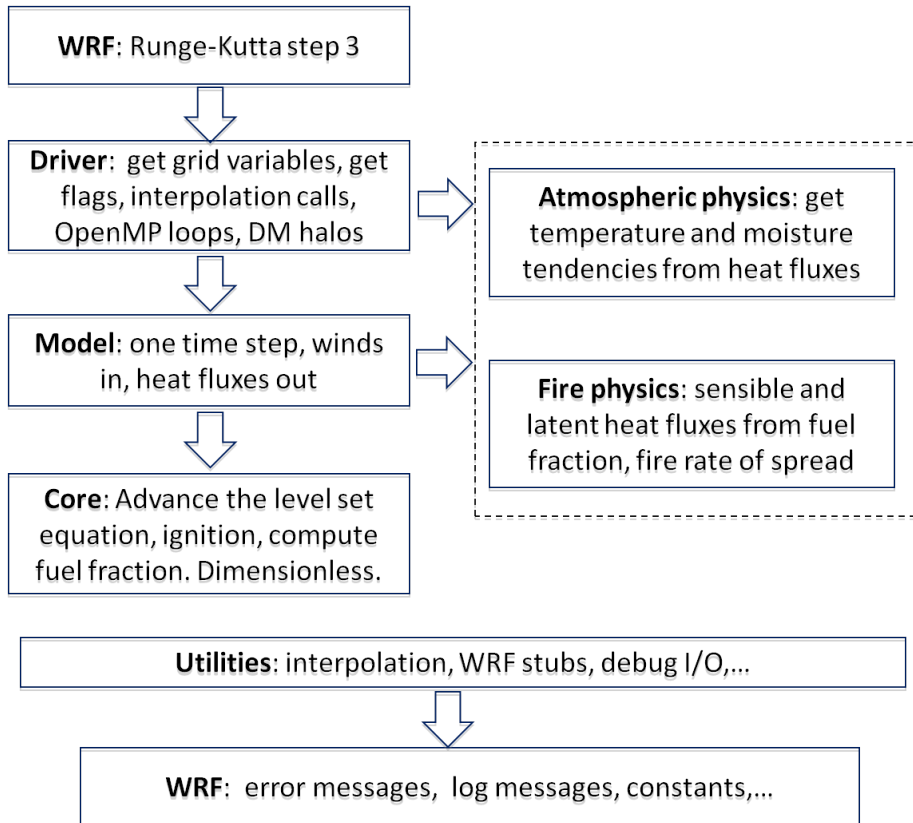 WRF: Runge-Kutta step 3
Driver: get grid variables, get
flags, interpolation calls,
OpenMP loops, DM halos
Atmospheric physics: get
temperature and moisture
tendencies from heat fluxes
Model: one time step, winds
in, heat fluxes out
Fire physics: sensible and
latent heat fluxes from fuel
fraction, fire rate of spread
Core: Advance the level set
equation, ignition, compute
fuel fraction. Dimensionless.
Utilities: interpolation, WRF stubs, debug I/O,...
WRF: error messages, log messages, constants,...